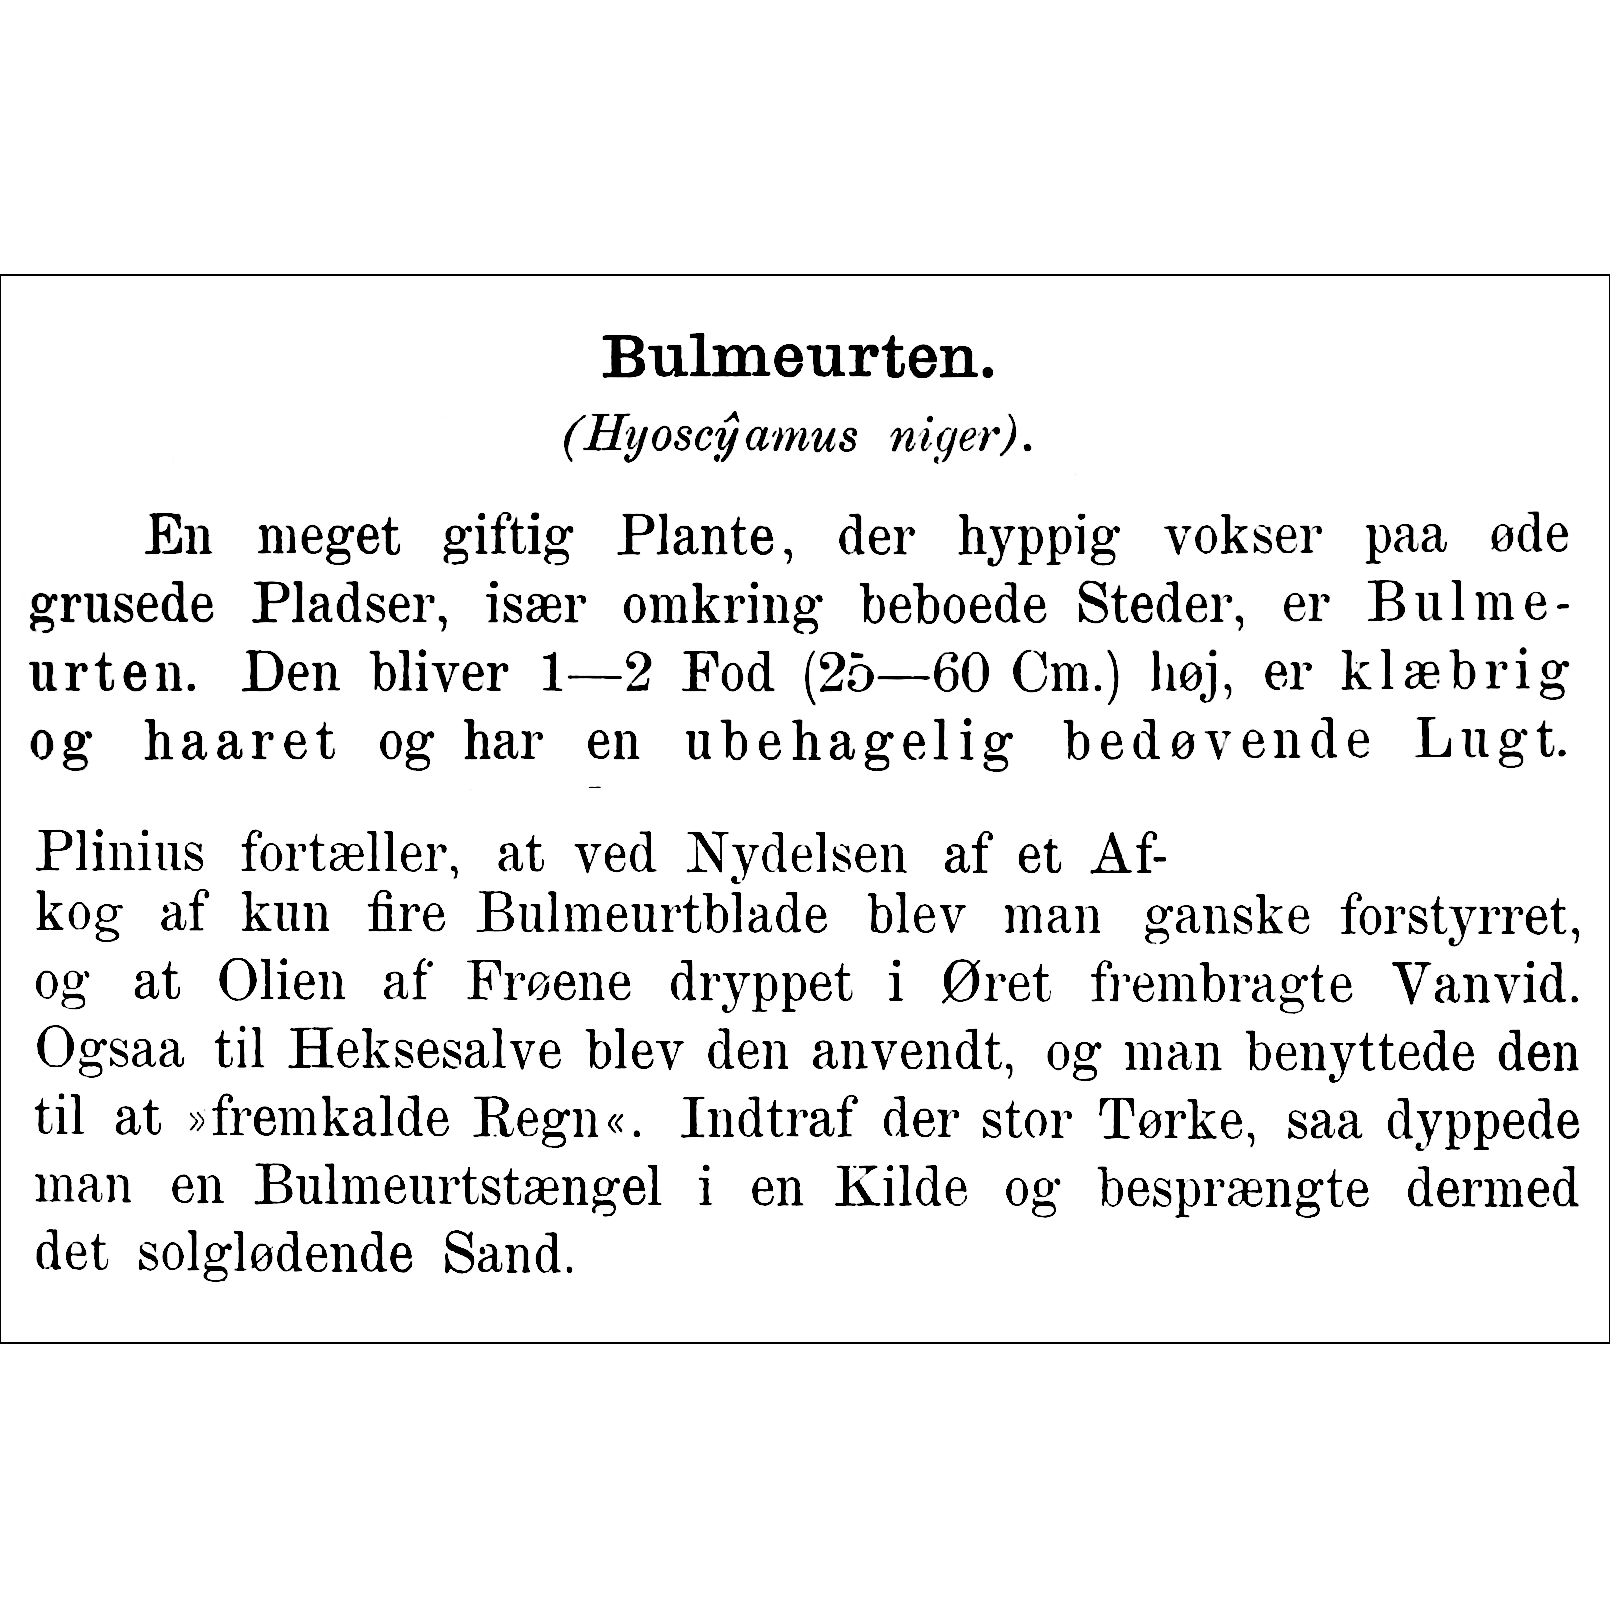 Bulmeurten.
(Hyoscŷamus niger).
En meget giftig Plante, der hyppig vokser paa øde
grusede Pladser, især omkring beboede Steder, er Bulme-
urten. Den bliver 1—2 Fod (25—60 Cm.) høj, er klæbrig
og haaret og har en ubehagelig bedøvende Lugt.
Plinius fortæller, at ved Nydelsen af et Af-
kog af kun fire Bulmeurtblade blev man ganske forstyrret,
og at Olien af Frøene dryppet i Øret frembragte Vanvid.
Ogsaa til Heksesalve blev den anvendt, og man benyttede den
til at »fremkalde Regn«. Indtraf der stor Tørke, saa dyppede
man en Bulmeurtstængel i en Kilde og besprængte dermed
det solglødende Sand.